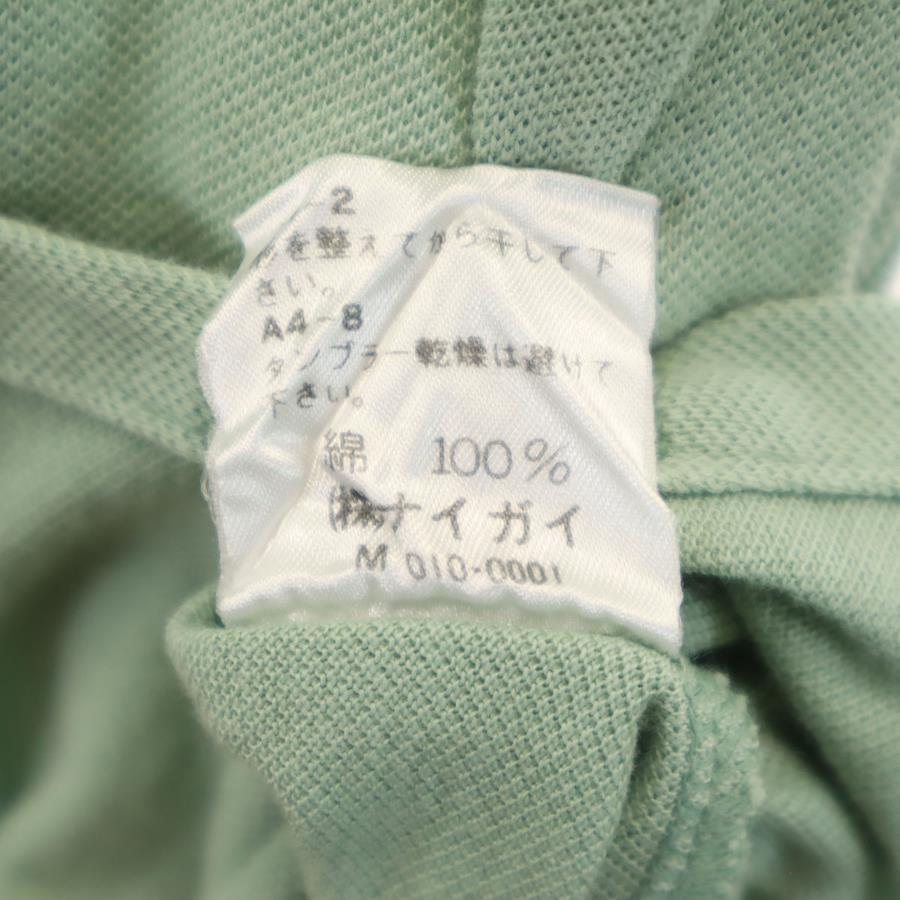 -2
を整えてから干して下
さい。
A4-8
タンブラー乾燥は避けて
下さい。
綿 100%
㈱ナイガイ
M 010-0001